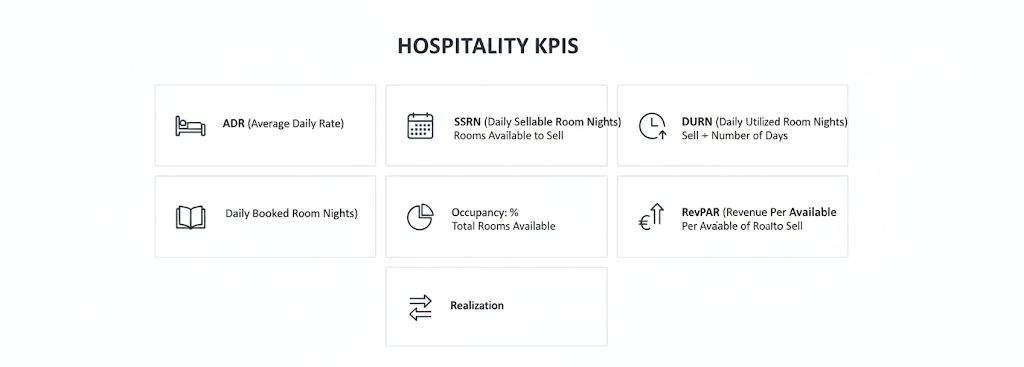 HOSPITALITY KPIS
ADR (Average Daily Rate)
SSRN (Daily Sellable Room Nights)
Rooms Available to Sell
DURN (Daily Utilized Room Nights)
Sell + Number of Days
Daily Booked Room Nights)
Occupancy: %
Total Rooms Available
€
RevPAR (Revenue Per Available
Per Avaable of Roalto Sell
Realization